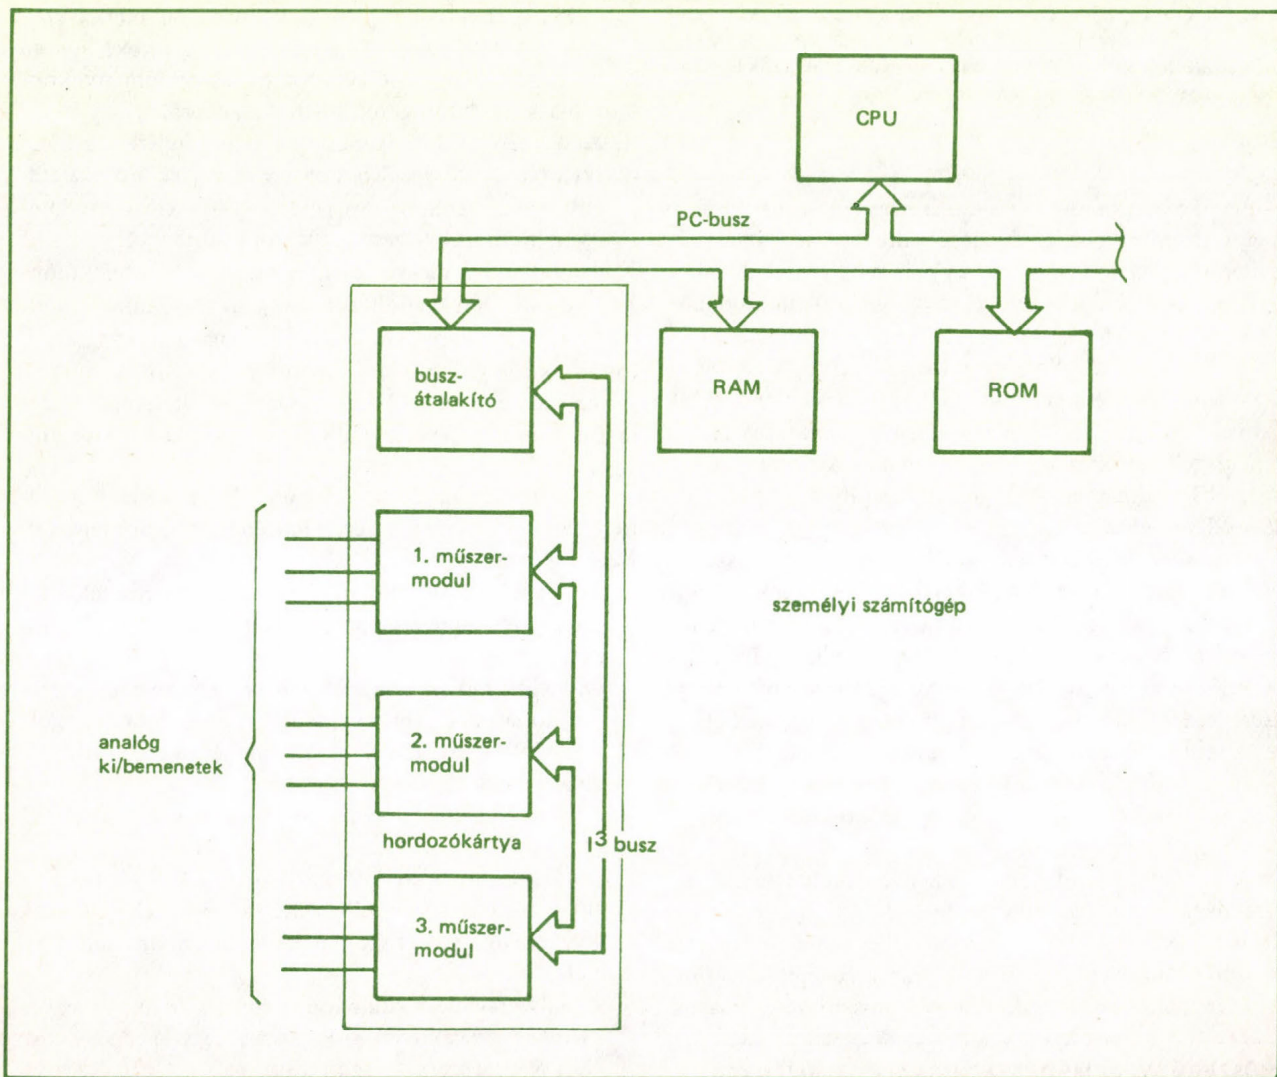 CPU
PC-busz
busz-
átalakító
RAM
ROM
1. műszer-
modul
személyi számítógép
2. műszer-
modul
analóg
ki/bemenetek
hordozókártya
I³ busz
3. műszer-
modul